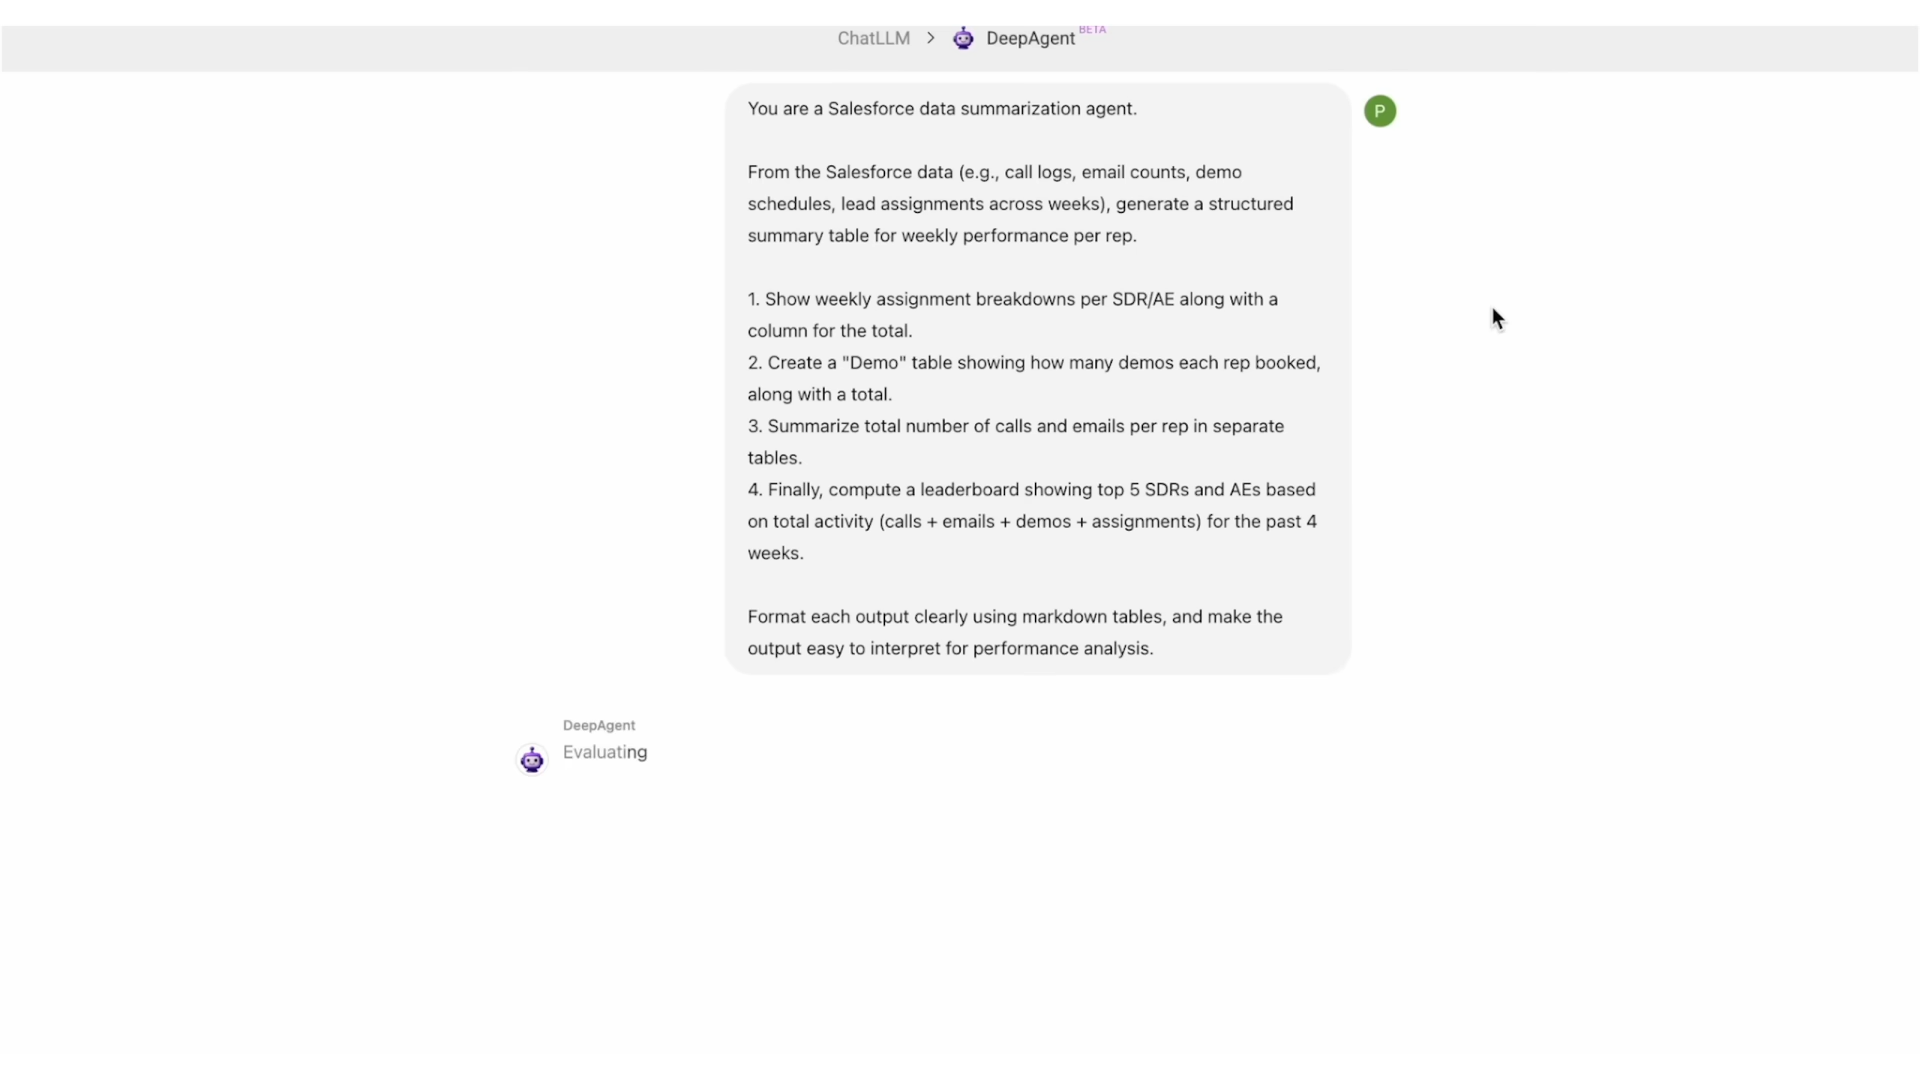 ChatLLM > DeepAgent BETA
You are a Salesforce data summarization agent.
P
From the Salesforce data (e.g., call logs, email counts, demo
schedules, lead assignments across weeks), generate a structured
summary table for weekly performance per rep.
1. Show weekly assignment breakdowns per SDR/AE along with a
column for the total.
2. Create a "Demo" table showing how many demos each rep booked,
along with a total.
3. Summarize total number of calls and emails per rep in separate
tables.
4. Finally, compute a leaderboard showing top 5 SDRs and AEs based
on total activity (calls + emails + demos + assignments) for the past 4
weeks.
Format each output clearly using markdown tables, and make the
output easy to interpret for performance analysis.
DeepAgent
Evaluating